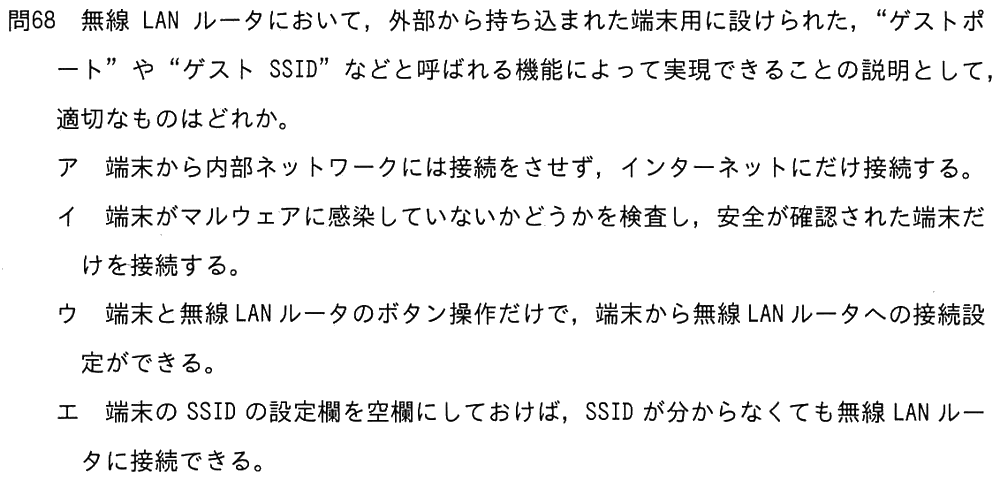 問68 無線 LAN ルータにおいて，外部から持ち込まれた端末用に設けられた，“ゲストポ
ート” や “ゲスト SSID” などと呼ばれる機能によって実現できることの説明として，
適切なものはどれか。
ア 端末から内部ネットワークには接続をさせず，インターネットにだけ接続する。
イ 端末がマルウェアに感染していないかどうかを検査し，安全が確認された端末だ
けを接続する。
ウ 端末と無線 LAN ルータのボタン操作だけで，端末から無線 LAN ルータへの接続設
定ができる。
エ 端末の SSID の設定欄を空欄にしておけば，SSID が分からなくても無線 LAN ルー
タに接続できる。